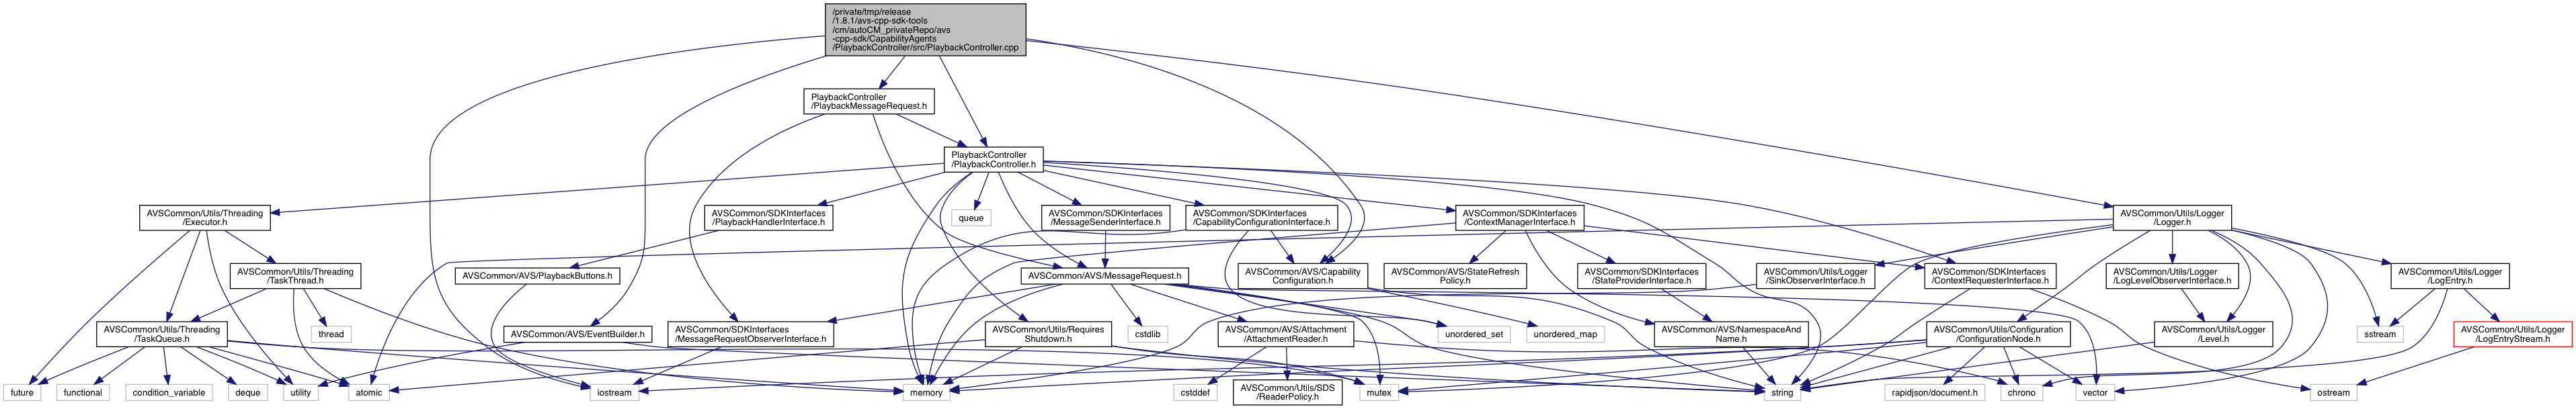 /private/tmp/release
/1.8.1/avs-cpp-sdk-tools
/cm/autoCM_privateRepo/avs
-cpp-sdk/CapabilityAgents
/PlaybackController/src/PlaybackController.cpp
PlaybackController
/PlaybackMessageRequest.h
PlaybackController
/PlaybackController.h
AVSCommon/Utils/Threading
/Executor.h
AVSCommon/SDKInterfaces
/PlaybackHandlerInterface.h
queue
AVSCommon/SDKInterfaces
/MessageSenderInterface.h
AVSCommon/SDKInterfaces
/CapabilityConfigurationInterface.h
AVSCommon/SDKInterfaces
/ContextManagerInterface.h
AVSCommon/Utils/Logger
/Logger.h
AVSCommon/Utils/Threading
/TaskThread.h
AVSCommon/AVS/PlaybackButtons.h
AVSCommon/AVS/MessageRequest.h
AVSCommon/AVS/Capability
Configuration.h
AVSCommon/AVS/StateRefresh
Policy.h
AVSCommon/SDKInterfaces
/StateProviderInterface.h
AVSCommon/Utils/Logger
/SinkObserverInterface.h
AVSCommon/SDKInterfaces
/ContextRequesterInterface.h
AVSCommon/Utils/Logger
/LogLevelObserverInterface.h
AVSCommon/Utils/Logger
/LogEntry.h
AVSCommon/Utils/Threading
/TaskQueue.h
thread
AVSCommon/AVS/EventBuilder.h
AVSCommon/SDKInterfaces
/MessageRequestObserverInterface.h
AVSCommon/Utils/Requires
Shutdown.h
cstdlib
AVSCommon/AVS/Attachment
/AttachmentReader.h
unordered_set
unordered_map
AVSCommon/AVS/NamespaceAnd
Name.h
AVSCommon/Utils/Configuration
/ConfigurationNode.h
AVSCommon/Utils/Logger
/Level.h
sstream
AVSCommon/Utils/Logger
/LogEntryStream.h
future
functional
condition_variable
deque
utility
atomic
iostream
memory
cstddef
AVSCommon/Utils/SDS
/ReaderPolicy.h
mutex
string
rapidjson/document.h
chrono
vector
ostream